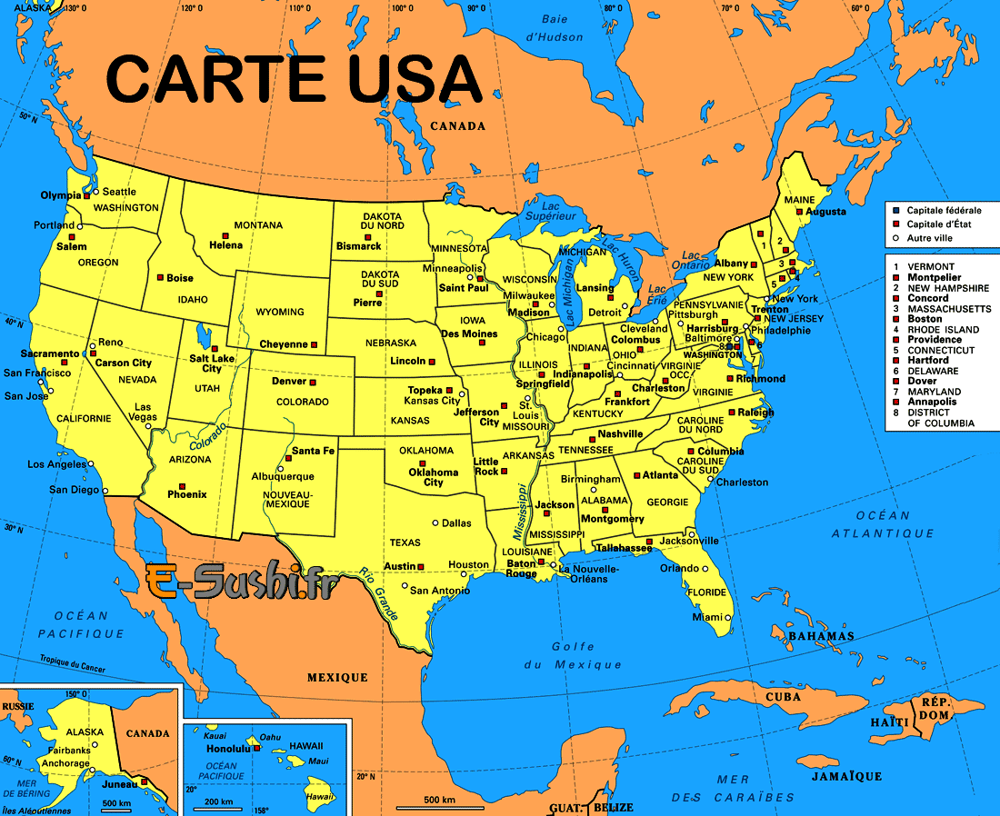 ALASKA
130° O
120° O
110° O
100° O
90° O
80° O
70° O
60° O
Baie
d'Hudson
CARTE USA
CANADA
50° N
40° N
30° N
Olympia
Seattle
WASHINGTON
Portland
Salem
OREGON
Boise
IDAHO
MONTANA
Helena
WYOMING
Cheyenne
DAKOTA
DU NORD
Bismarck
DAKOTA
DU SUD
Pierre
NEBRASKA
Lincoln
MINNESOTA
Minneapolis
Saint Paul
WISCONSIN
Milwaukee
Madison
Lac
Supérieur
MICHIGAN
Lac Michigan
Lac Huron
Lansing
Detroit
Lac
Érié
Lac
Ontario
MAINE
Augusta
Albany
NEW YORK
1
2
3
4
5
New York
PENNSYLVANIE
Pittsburgh
Harrisburg
Trenton
NEW JERSEY
Philadelphie
Baltimore
8
6
7
WASHINGTON
Cleveland
Colombus
OHIO
Cincinnati
INDIANA
Indianapolis
Chicago
ILLINOIS
Springfield
IOWA
Des Moines
Reno
Sacramento
Carson City
San Francisco
San Jose
NEVADA
CALIFORNIE
Las
Vegas
Los Angeles
San Diego
Salt Lake
City
UTAH
Colorado
Denver
COLORADO
Topeka
Kansas City
KANSAS
Jefferson
City
St.
Louis
MISSOURI
VIRGINIE
OCC.
Charleston
Richmond
VIRGINIE
Frankfort
KENTUCKY
Raleigh
CAROLINE
DU NORD
Nashville
TENNESSEE
Columbia
CAROLINE
DU SUD
Charleston
ARIZONA
Phoenix
Santa Fe
Albuquerque
NOUVEAU-
MEXIQUE
OKLAHOMA
Oklahoma
City
Little
Rock
ARKANSAS
Mississippi
Birmingham
ALABAMA
Montgomery
Atlanta
GEORGIE
Jackson
MISSISSIPPI
Dallas
TEXAS
Austin
Houston
San Antonio
Rio Grande
LOUISIANE
Baton
Rouge
La Nouvelle-
Orléans
Tallahassee
Jacksonville
Orlando
FLORIDE
Miami
E-Sushi.fr
Capitale fédérale
Capitale d'État
Autre ville
1 VERMONT
Montpelier
2 NEW HAMPSHIRE
Concord
3 MASSACHUSETTS
Boston
4 RHODE ISLAND
Providence
5 CONNECTICUT
Hartford
6 DELAWARE
Dover
7 MARYLAND
Annapolis
8 DISTRICT
OF COLUMBIA
OCÉAN
ATLANTIQUE
OCÉAN
PACIFIQUE
Tropique du Cancer
MEXIQUE
Golfe
du Mexique
BAHAMAS
CUBA
HAÏTI
RÉP.
DOM.
JAMAÏQUE
MER
DES CARAÏBES
20° N
500 km
GUAT.
BELIZE
150° O
RUSSIE
ALASKA
CANADA
Fairbanks
Anchorage
60° N
Juneau
MER
DE BÉRING
Îles Aléoutiennes
500 km
Kauai
Oahu
Honolulu
HAWAII
Maui
OCÉAN
PACIFIQUE
Hawaii
20°
200 km
158°